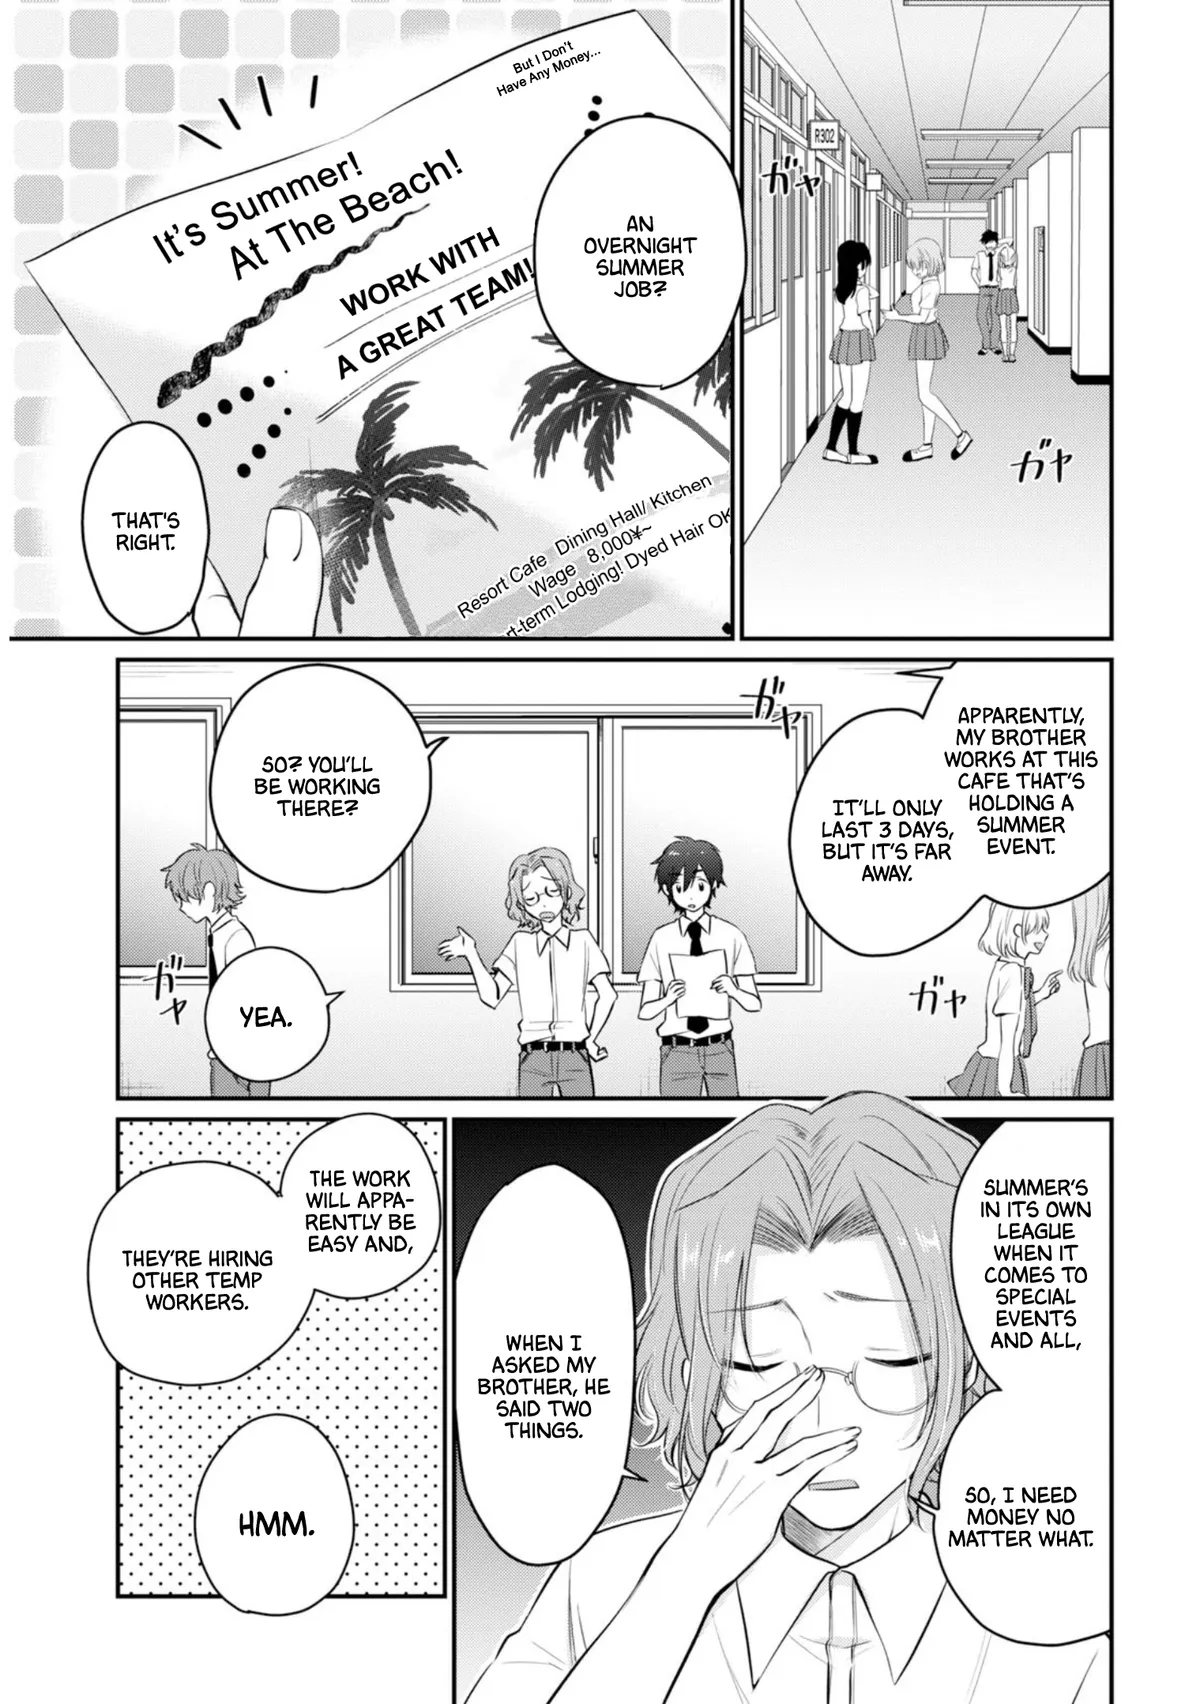 R302
ガヤ
ガヤ
But I Don't
Have Any Money...
It's Summer!
At The Beach!
WORK WITH
A GREAT TEAM!
AN
OVERNIGHT
SUMMER
JOB?
THAT'S
RIGHT.
Resort Cafe Dining Hall/ Kitchen
Wage 8,000¥~
rt-term Lodging! Dyed Hair OK
APPARENTLY,
MY BROTHER
WORKS AT THIS
CAFE THAT'S
HOLDING A
SUMMER
EVENT.
IT'LL ONLY
LAST 3 DAYS,
BUT IT'S FAR
AWAY.
ガヤ
ガヤ
SO? YOU'LL
BE WORKING
THERE?
YEA.
ガヤ
SUMMER'S
IN ITS OWN
LEAGUE
WHEN IT
COMES TO
SPECIAL
EVENTS
AND ALL,
SO, I NEED
MONEY NO
MATTER WHAT.
WHEN I
ASKED MY
BROTHER, HE
SAID TWO
THINGS.
THE WORK
WILL APPA-
RENTLY BE
EASY AND,
THEY'RE HIRING
OTHER TEMP
WORKERS.
HMM.